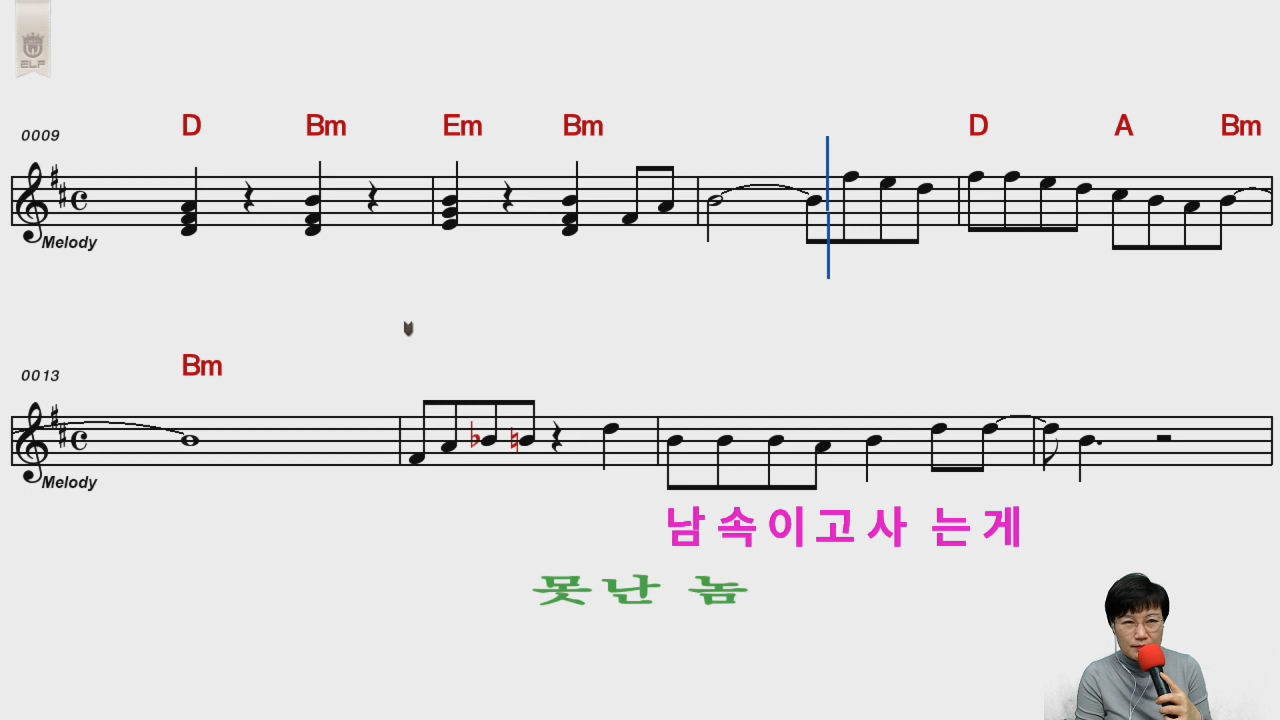 ELF
0009
D Bm Em Bm D A Bm
Melody
0013
Bm
Melody
남 속 이 고 사 는 게
못난 놈